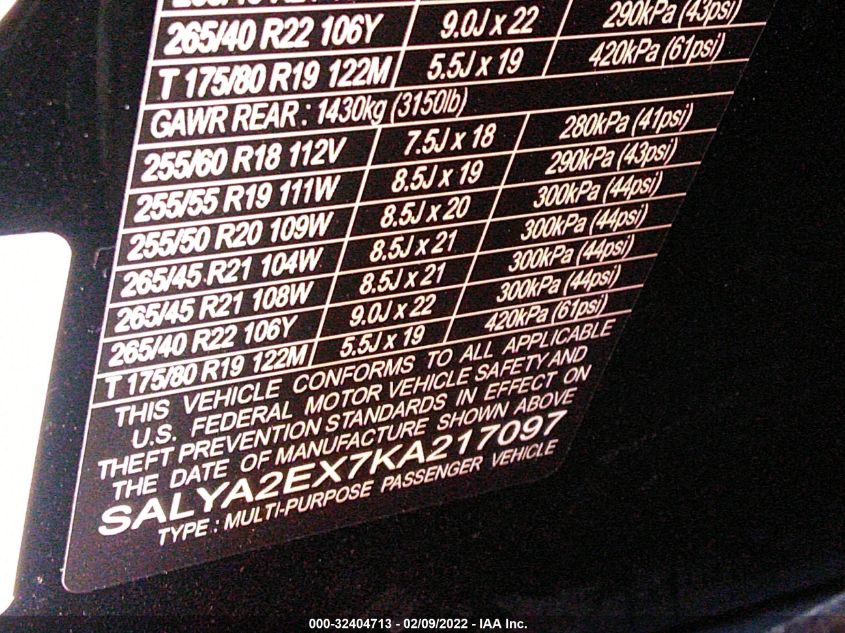 265/40 R22 106Y 9.0J x 22 290kPa (43psi)
T 175/80 R19 122M 5.5J x 19 420kPa (61psi)
GAWR REAR : 1430kg (3150lb)
255/60 R18 112V 7.5J x 18 280kPa (41psi)
255/55 R19 111W 8.5J x 19 290kPa (43psi)
255/50 R20 109W 8.5J x 20 300kPa (44psi)
265/45 R21 104W 8.5J x 21 300kPa (44psi)
265/45 R21 108W 8.5J x 21 300kPa (44psi)
265/40 R22 106Y 9.0J x 22 300kPa (44psi)
T 175/80 R19 122M 5.5J x 19 420kPa (61psi)
THIS VEHICLE CONFORMS TO ALL APPLICABLE
U.S. FEDERAL MOTOR VEHICLE SAFETY AND
THEFT PREVENTION STANDARDS IN EFFECT ON
THE DATE OF MANUFACTURE SHOWN ABOVE
SALYA2EX7KA217097
TYPE : MULTI-PURPOSE PASSENGER VEHICLE
000-32404713 - 02/09/2022 - IAA Inc.